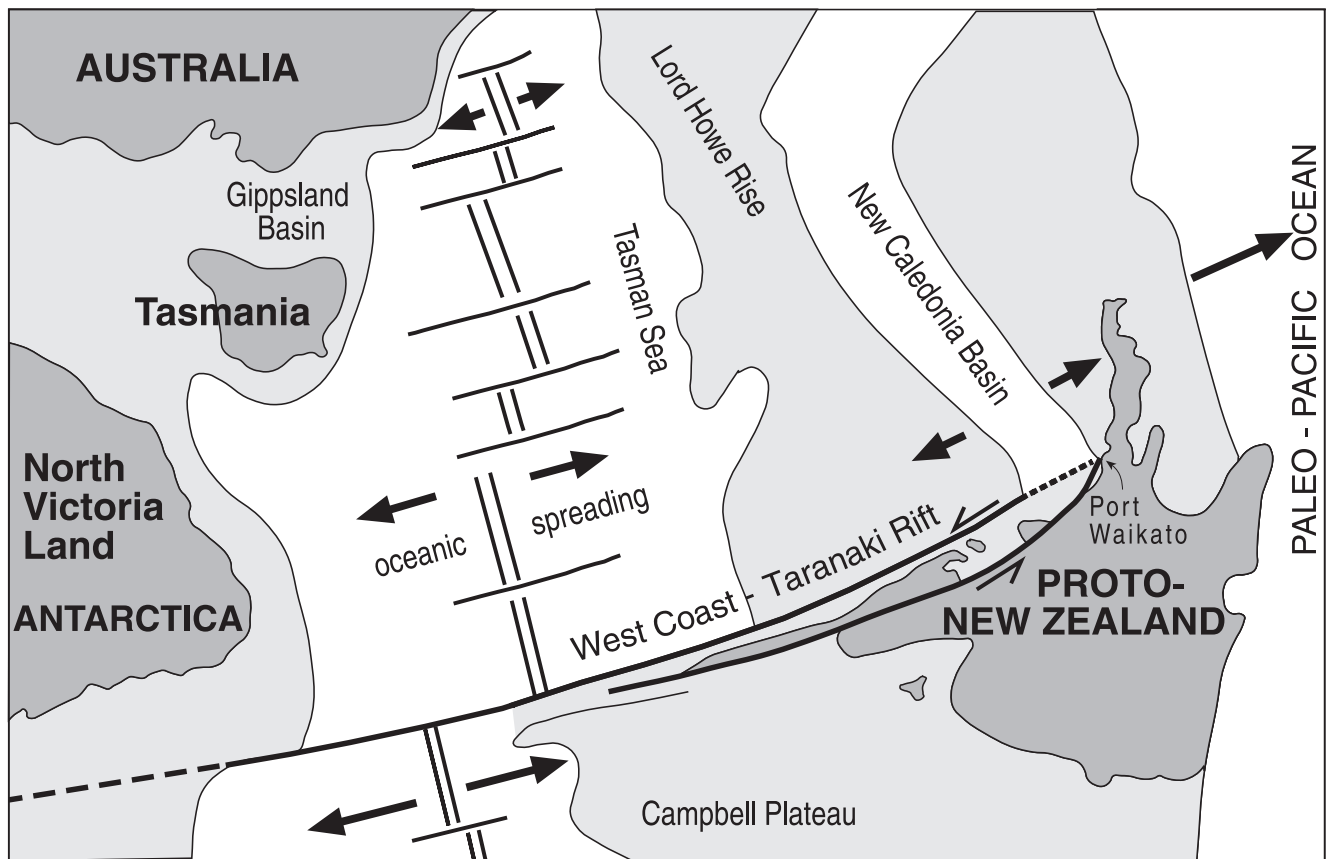 AUSTRALIA
Gippsland
Basin
Tasmania
North
Victoria
Land
ANTARCTICA
oceanic
spreading
Tasman Sea
Lord Howe Rise
New Caledonia Basin
West Coast - Taranaki Rift
Port
Waikato
PROTO-
NEW ZEALAND
Campbell Plateau
PALEO - PACIFIC OCEAN